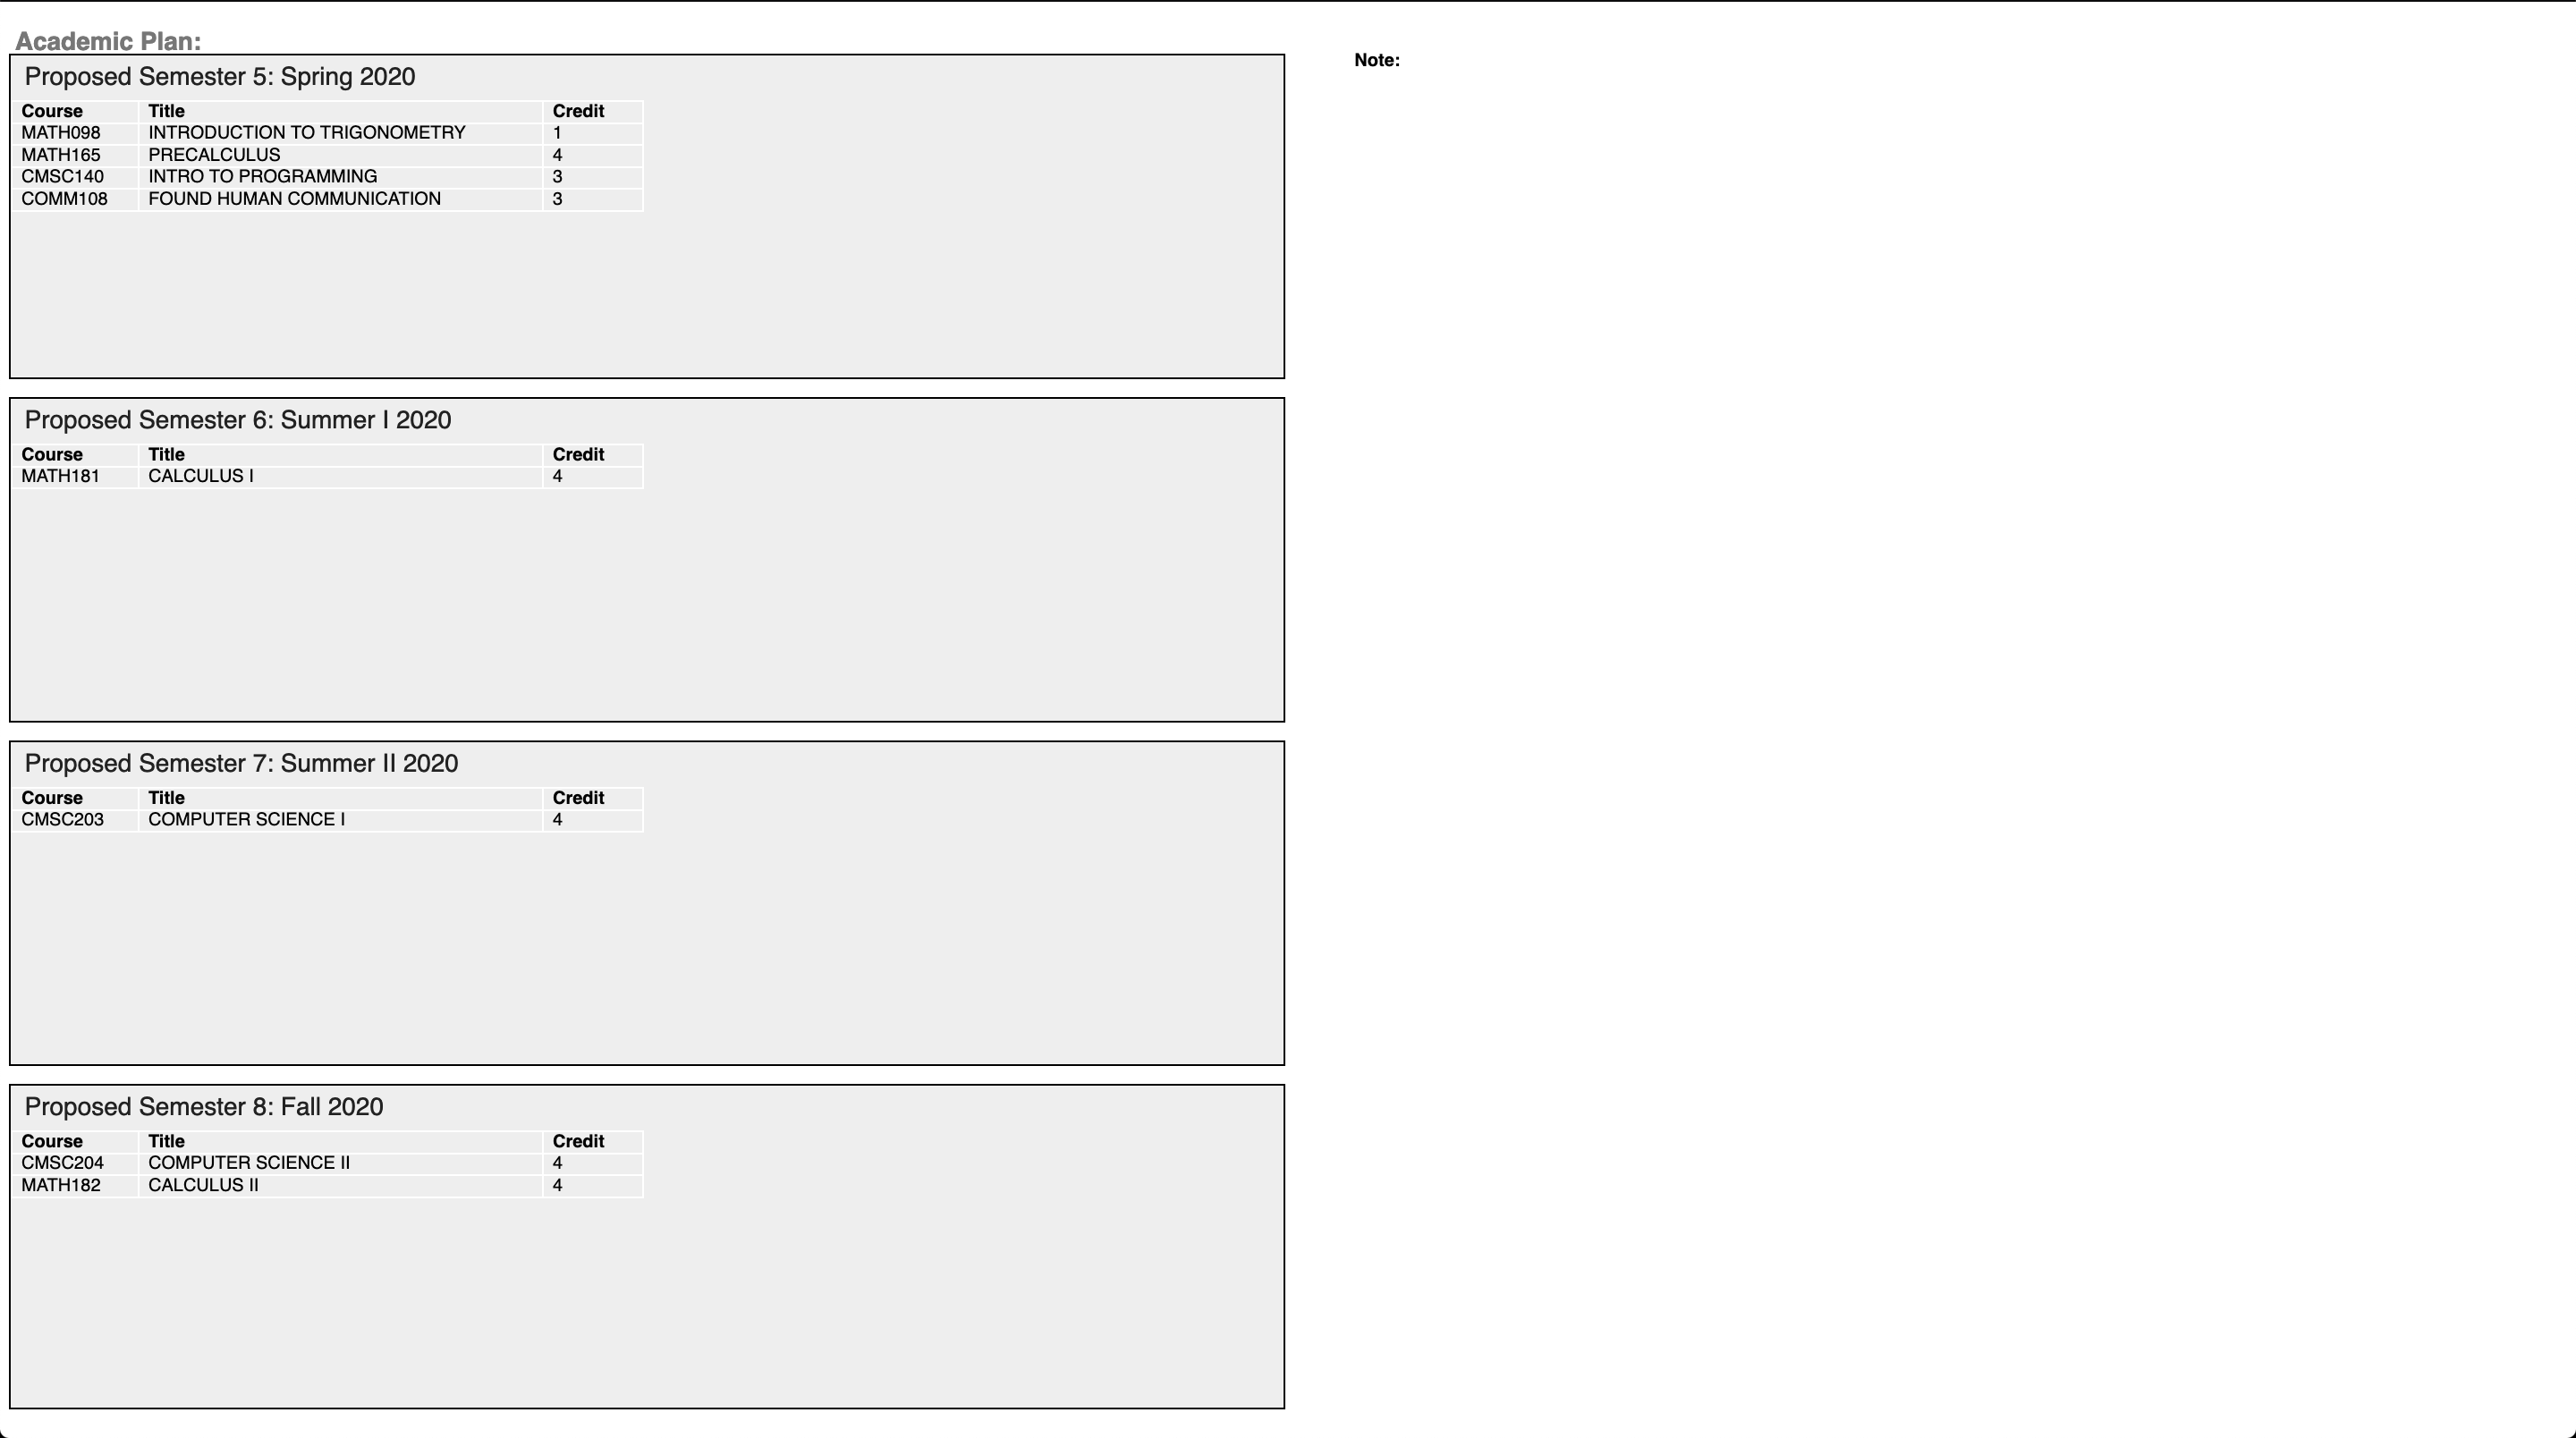 Academic Plan:
Note:
Proposed Semester 5: Spring 2020
Course Title Credit
MATH098 INTRODUCTION TO TRIGONOMETRY 1
MATH165 PRECALCULUS 4
CMSC140 INTRO TO PROGRAMMING 3
COMM108 FOUND HUMAN COMMUNICATION 3
Proposed Semester 6: Summer I 2020
Course Title Credit
MATH181 CALCULUS I 4
Proposed Semester 7: Summer II 2020
Course Title Credit
CMSC203 COMPUTER SCIENCE I 4
Proposed Semester 8: Fall 2020
Course Title Credit
CMSC204 COMPUTER SCIENCE II 4
MATH182 CALCULUS II 4